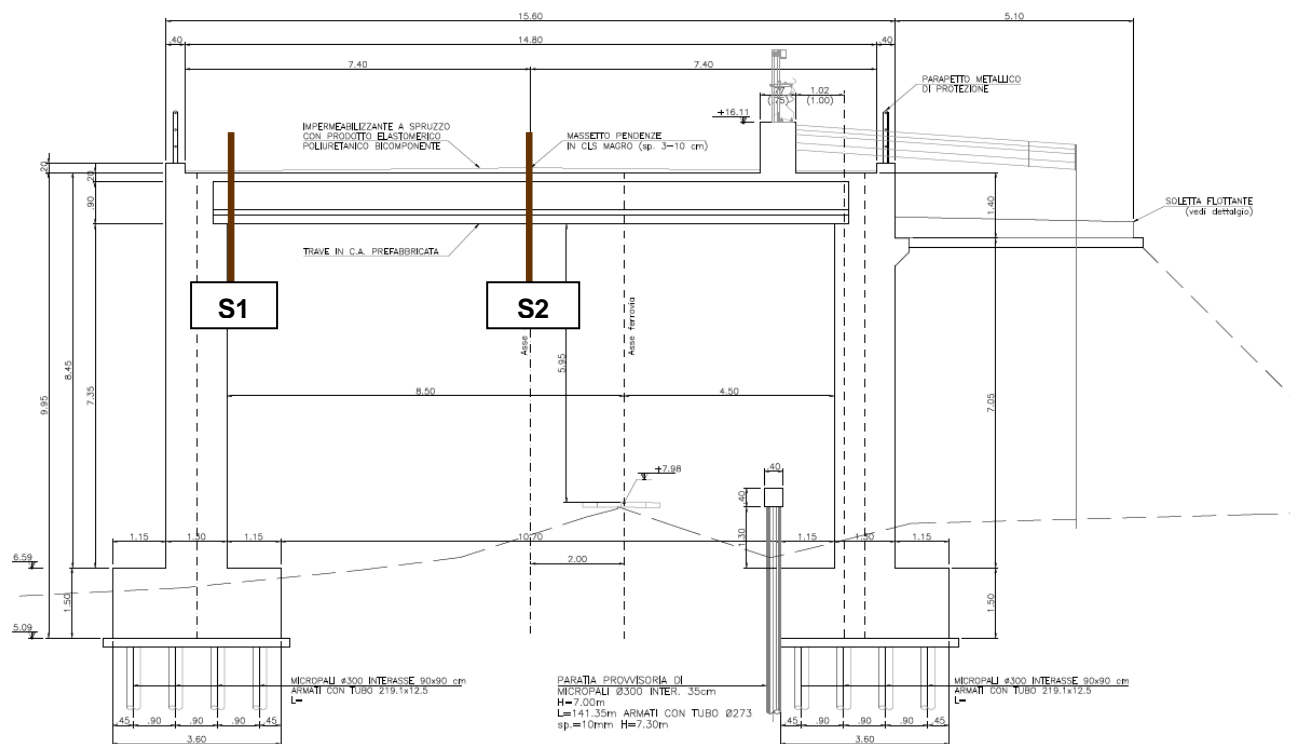 15.60
5.10
.40
14.80
.40
7.40
7.40
PARAPETTO METALLICO
DI PROTEZIONE
.77
(.75)
1.02
(1.00)
+16.11
IMPERMEABILIZZANTE A SPRUZZO
CON PRODOTTO ELASTOMERICO
POLIURETANICO BICOMPONENTE
MASSETTO PENDENZE
IN CLS MAGRO (sp. 3-10 cm)
.20
.20
.90
1.40
SOLETTA FLOTTANTE
(vedi dettalgio)
TRAVE IN C.A. PREFABBRICATA
S1
S2
Asse
Asse ferrovia
5.95
9.95
8.45
7.35
8.50
4.50
7.05
+7.98
.40
.40
1.30
1.15
1.30
1.15
10.70
1.15
1.30
1.15
2.00
6.59
1.50
1.50
5.09
MICROPALI ø300 INTERASSE 90x90 cm
ARMATI CON TUBO 219.1x12.5
L=
PARATIA PROVVISORIA DI
MICROPALI Ø300 INTER. 35cm
H=7.00m
L=141.35m ARMATI CON TUBO Ø273
sp.=10mm H=7.30m
MICROPALI ø300 INTERASSE 90x90 cm
ARMATI CON TUBO 219.1x12.5
L=
.45
.90
.90
.90
.45
3.60
.45
.90
.90
.90
.45
3.60